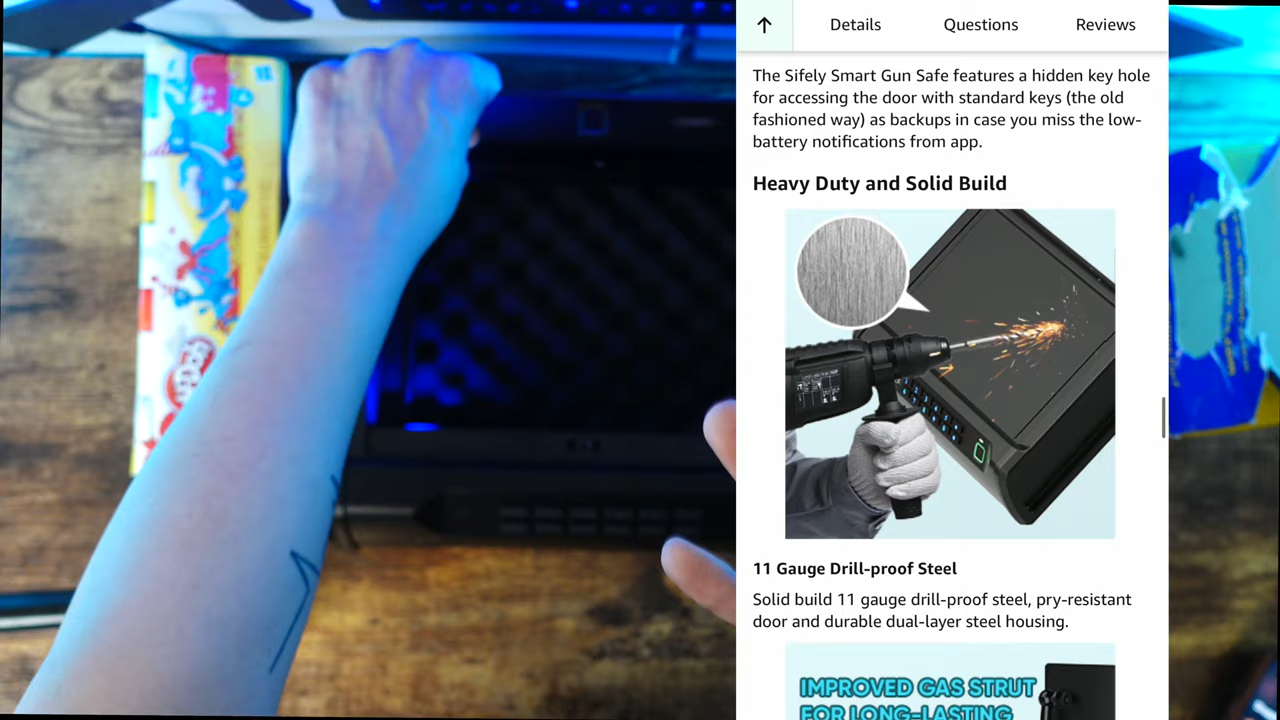 Details
Questions
Reviews
The Sifely Smart Gun Safe features a hidden key hole
for accessing the door with standard keys (the old
fashioned way) as backups in case you miss the low-
battery notifications from app.
Heavy Duty and Solid Build
11 Gauge Drill-proof Steel
Solid build 11 gauge drill-proof steel, pry-resistant
door and durable dual-layer steel housing.
IMPROVED GAS STRUT
FOR LONG-LASTING